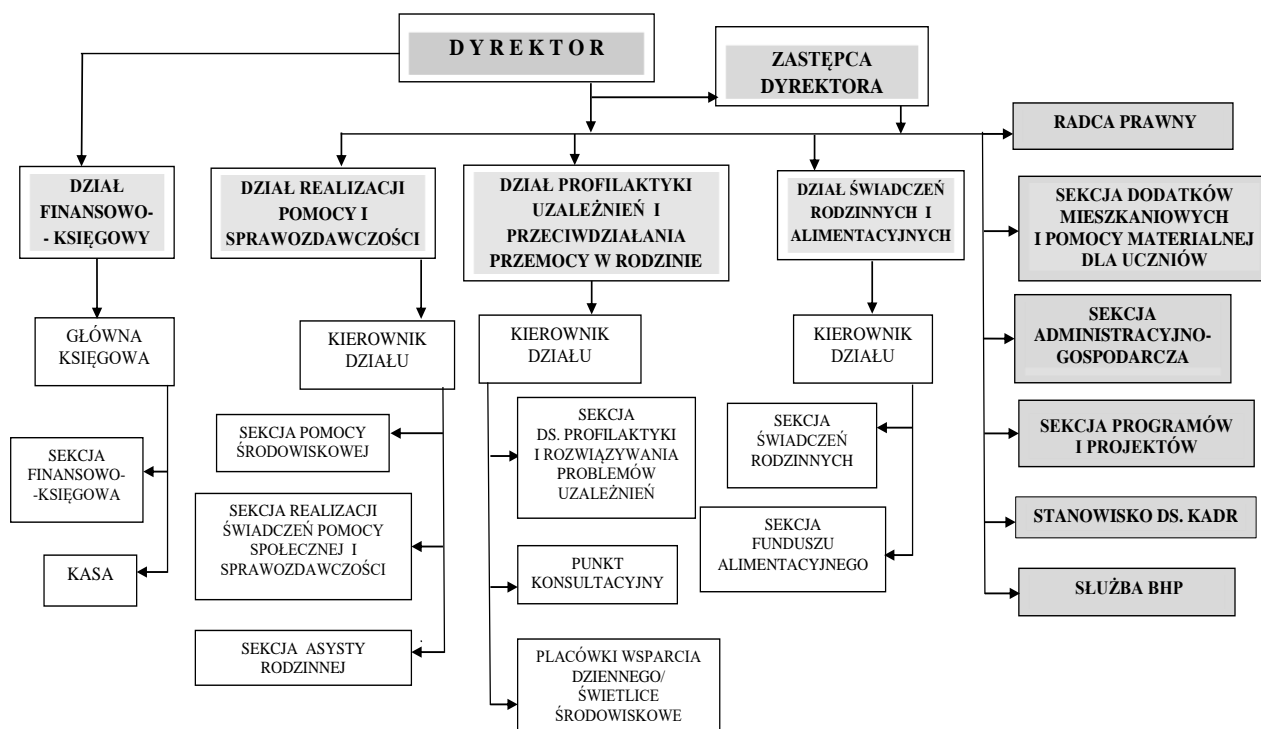 D Y R E K T O R
ZASTĘPCA
DYREKTORA
RADCA PRAWNY
DZIAŁ
FINANSOWO-
- KSIĘGOWY
DZIAŁ REALIZACJI
POMOCY I
SPRAWOZDAWCZOŚCI
DZIAŁ PROFILAKTYKI
UZALEŻNIEŃ I
PRZECIWDZIAŁANIA
PRZEMOCY W RODZINIE
DZIAŁ ŚWIADCZEŃ
RODZINNYCH I
ALIMENTACYJNYCH
SEKCJA DODATKÓW
MIESZKANIOWYCH
I POMOCY MATERIALNEJ
DLA UCZNIÓW
GŁÓWNA
KSIĘGOWA
KIEROWNIK
DZIAŁU
KIEROWNIK
DZIAŁU
KIEROWNIK
DZIAŁU
SEKCJA
ADMINISTRACYJNO-
GOSPODARCZA
SEKCJA
FINANSOWO-
-KSIĘGOWA
SEKCJA POMOCY
ŚRODOWISKOWEJ
SEKCJA
DS. PROFILAKTYKI
I ROZWIĄZYWANIA
PROBLEMÓW
UZALEŻNIEŃ
SEKCJA
ŚWIADCZEŃ
RODZINNYCH
SEKCJA PROGRAMÓW
I PROJEKTÓW
KASA
SEKCJA REALIZACJI
ŚWIADCZEŃ POMOCY
SPOŁECZNEJ I
SPRAWOZDAWCZOŚCI
PUNKT
KONSULTACYJNY
SEKCJA
FUNDUSZU
ALIMENTACYJNEGO
STANOWISKO DS. KADR
SŁUŻBA BHP
SEKCJA ASYSTY
RODZINNEJ
PLACÓWKI WSPARCIA
DZIENNEGO/
ŚWIETLICE
ŚRODOWISKOWE